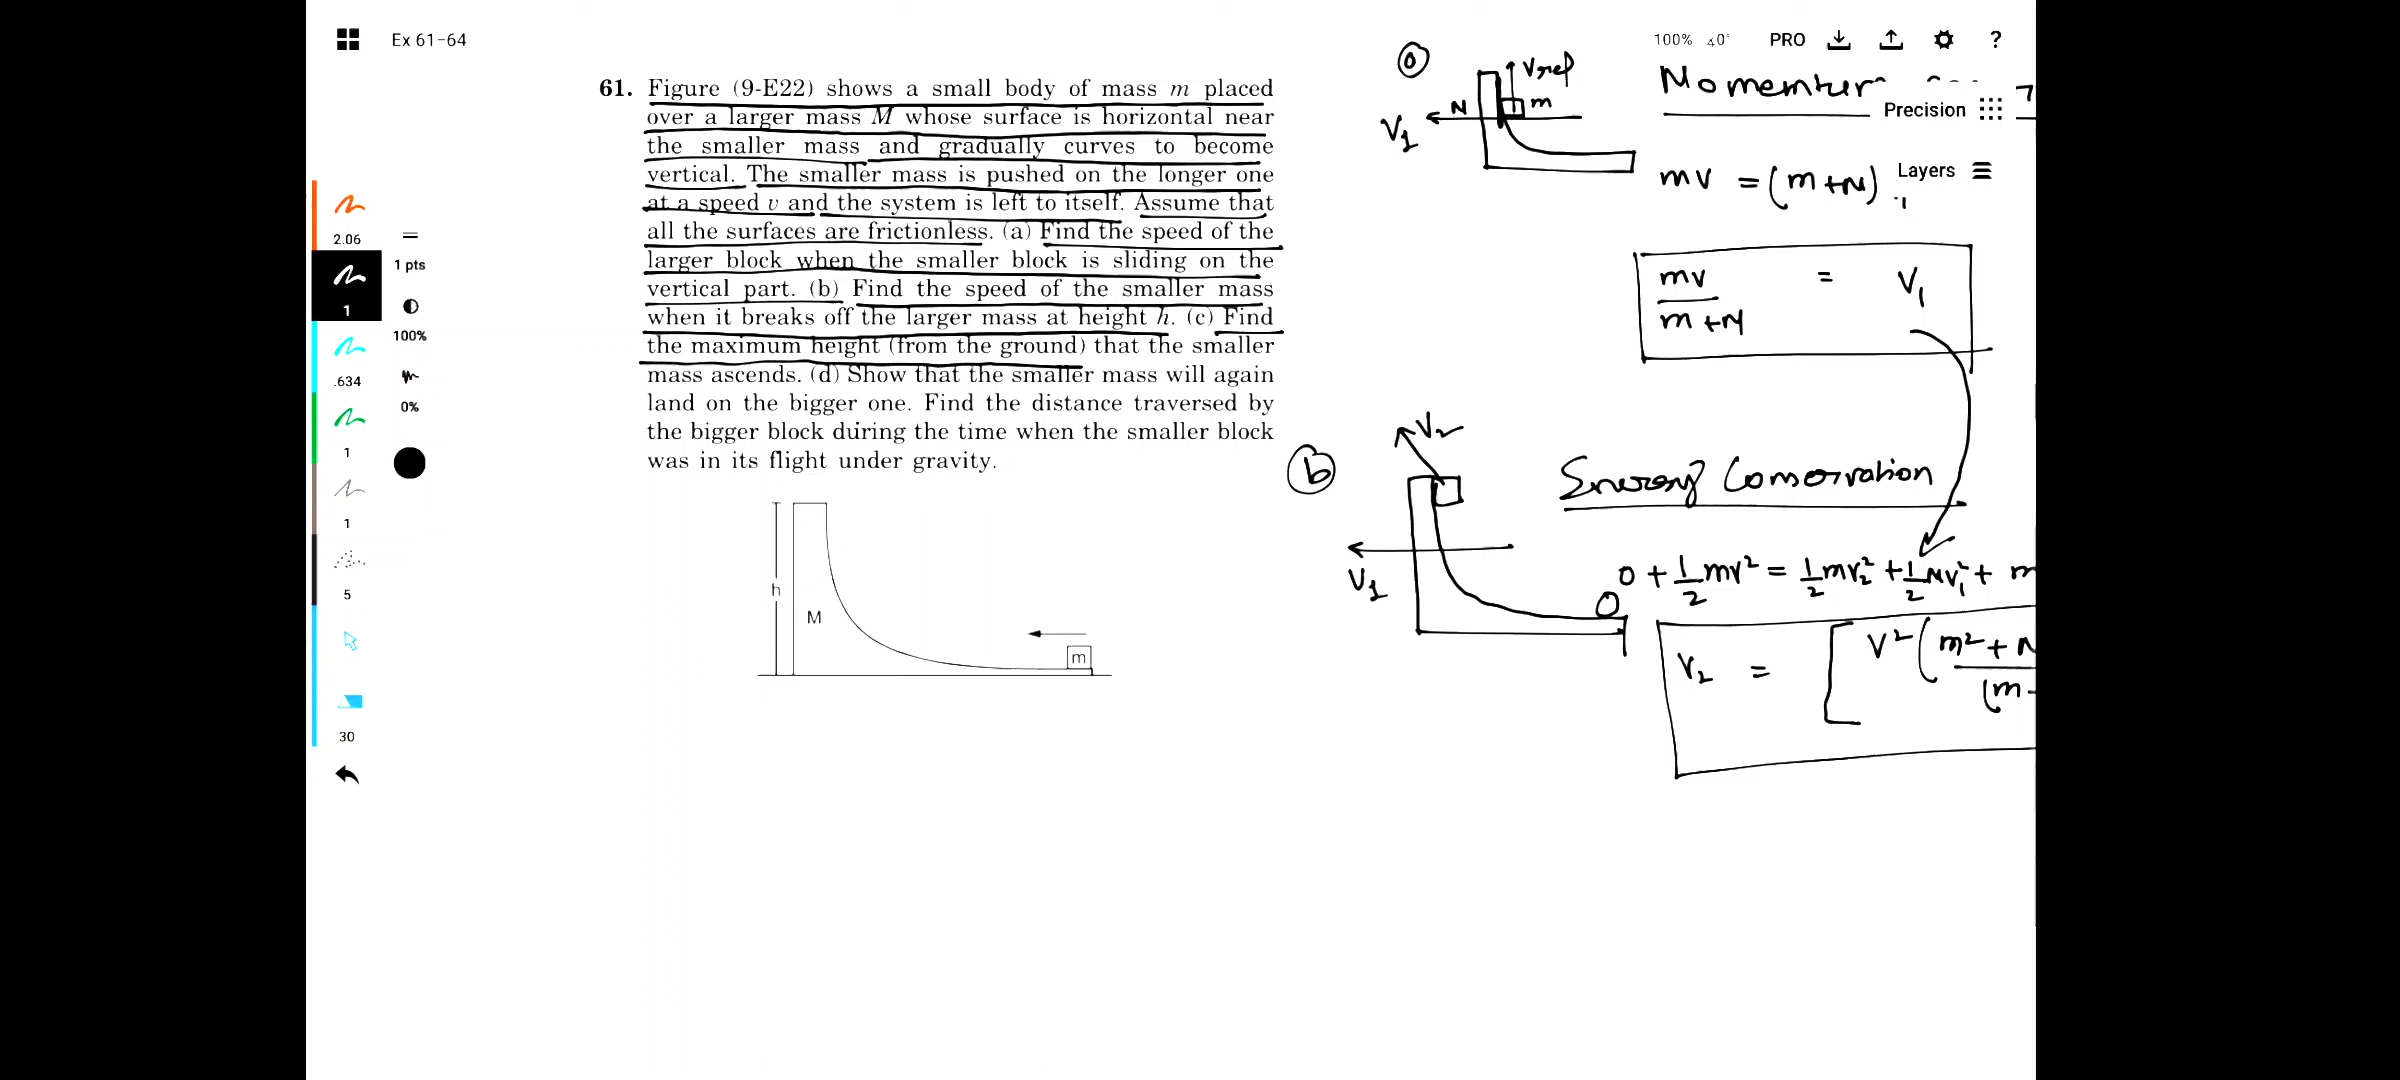 Ex 61-64
61. Figure (9-E22) shows a small body of mass m placed
over a larger mass M whose surface is horizontal near
the smaller mass and gradually curves to become
vertical. The smaller mass is pushed on the longer one
at a speed v and the system is left to itself. Assume that
all the surfaces are frictionless. (a) Find the speed of the
larger block when the smaller block is sliding on the
vertical part. (b) Find the speed of the smaller mass
when it breaks off the larger mass at height h. (c) Find
the maximum height (from the ground) that the smaller
mass ascends. (d) Show that the smaller mass will again
land on the bigger one. Find the distance traversed by
the bigger block during the time when the smaller block
was in its flight under gravity.
h
M
m
2.06
1
.634
1
1
5
30
1 pts
100%
0%
100%
40°
PRO
?
Precision
Layers
m
V1
mv = (m+M)
mv
m+M
= V1
b
V2
V1
Energy Conservation
0 + 1/2 mv² = 1/2 mv2² + 1/2 Mv1² + m
V2 = [ V² ( m² +
(m